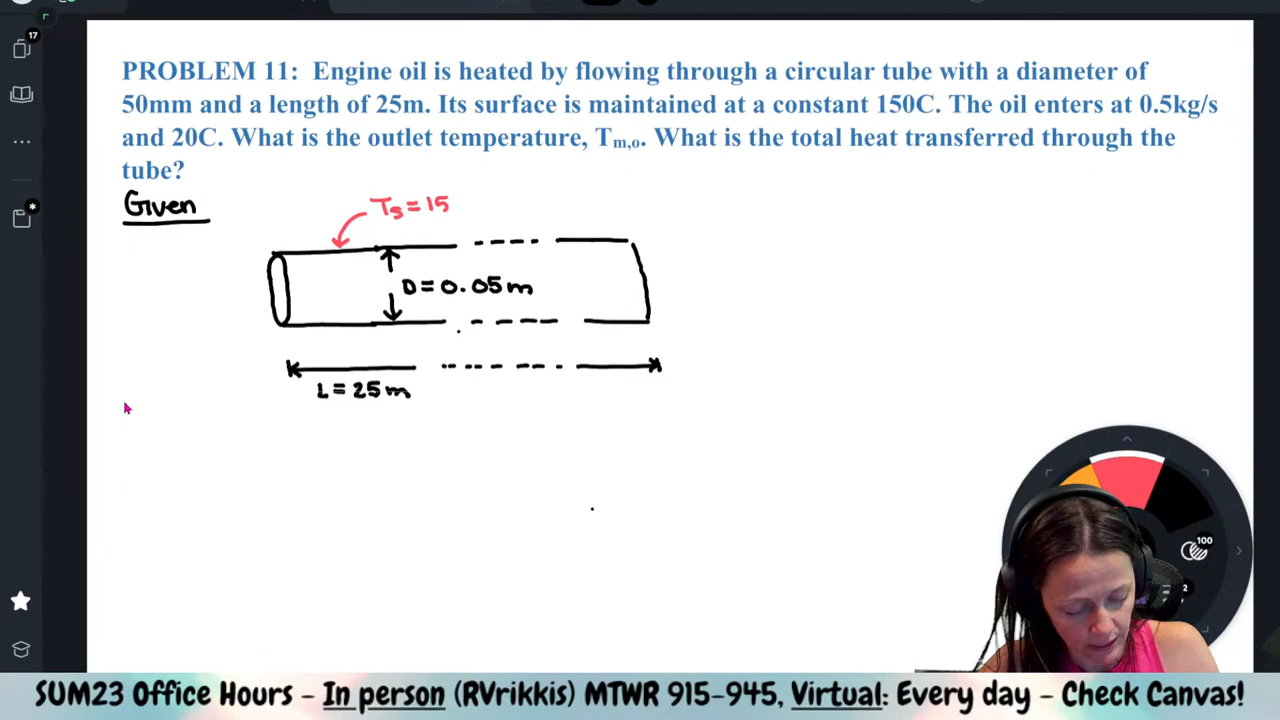 17
PROBLEM 11: Engine oil is heated by flowing through a circular tube with a diameter of
50mm and a length of 25m. Its surface is maintained at a constant 150C. The oil enters at 0.5kg/s
and 20C. What is the outlet temperature, Tm,o. What is the total heat transferred through the
tube?
Given
Ts = 15
D = 0.05m
L = 25m
100
2
SUM23 Office Hours - In person (RVrikkis) MTWR 915-945, Virtual: Every day - Check Canvas!